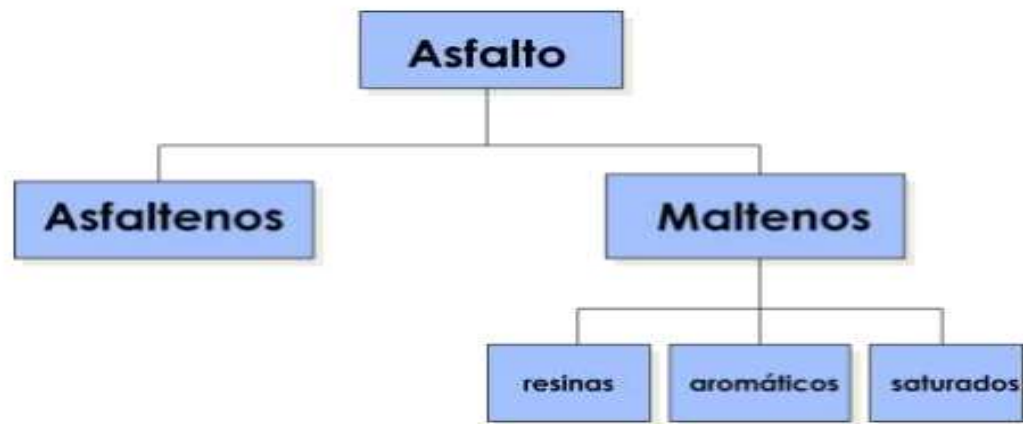 Asfalto
Asfaltenos
Maltenos
resinas
aromáticos
saturados